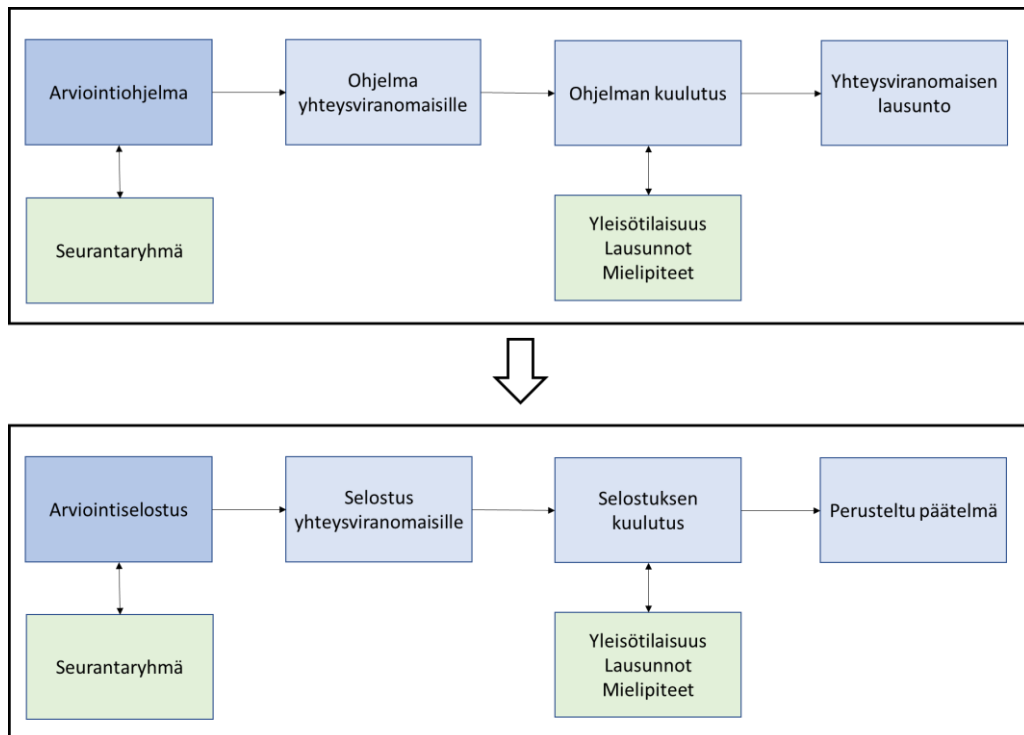 Arviointiohjelma
Ohjelma
yhteysviranomaisille
Ohjelman kuulutus
Yhteysviranomaisen
lausunto
Seurantaryhmä
Yleisötilaisuus
Lausunnot
Mielipiteet
Arviointiselostus
Selostus
yhteysviranomaisille
Selostuksen
kuulutus
Perusteltu päätelmä
Seurantaryhmä
Yleisötilaisuus
Lausunnot
Mielipiteet